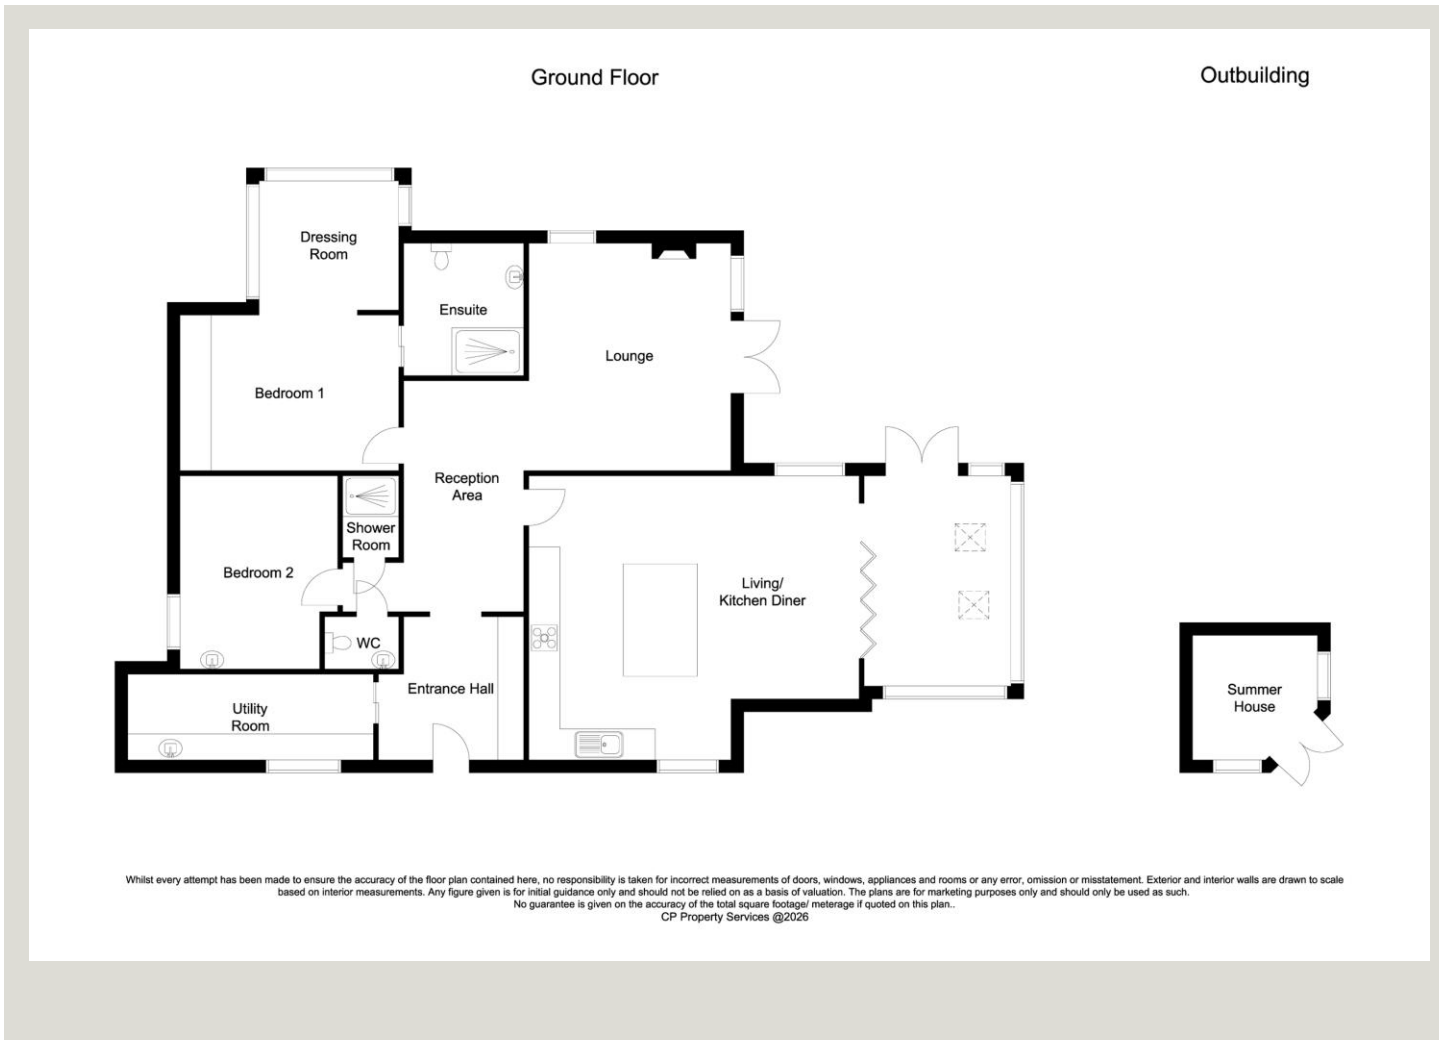 Ground Floor
Outbuilding
Dressing
Room
Ensuite
Lounge
Bedroom 1
Reception
Area
Shower
Room
Bedroom 2
Living/
Kitchen Diner
WC
Entrance Hall
Utility
Room
Summer
House
Whilst every attempt has been made to ensure the accuracy of the floor plan contained here, no responsibility is taken for incorrect measurements of doors, windows, appliances and rooms or any error, omission or misstatement. Exterior and interior walls are drawn to scale
based on interior measurements. Any figure given is for initial guidance only and should not be relied on as a basis of valuation. The plans are for marketing purposes only and should only be used as such.
No guarantee is given on the accuracy of the total square footage/ meterage if quoted on this plan..
CP Property Services @2026